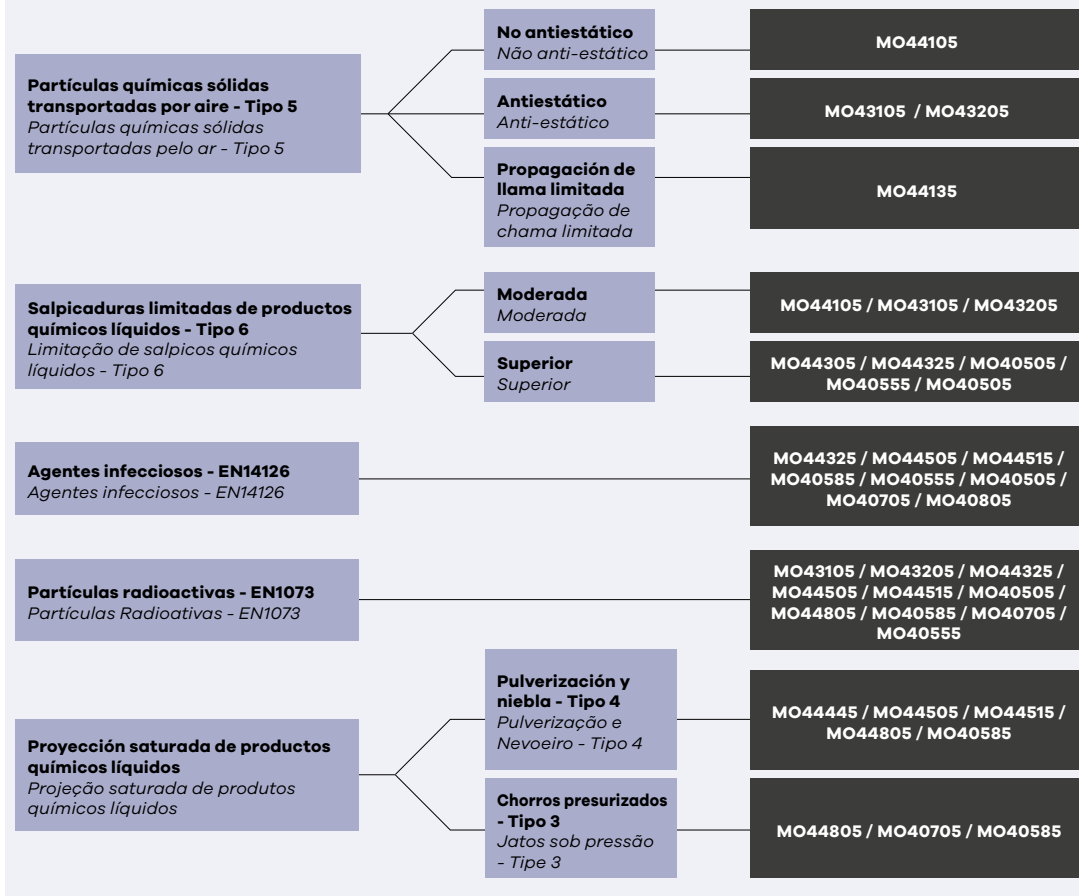 Partículas químicas sólidas
transportadas por aire - Tipo 5
Partículas químicas sólidas
transportadas pelo ar - Tipo 5
No antiestático
Não anti-estático
MO44105
Antiestático
Anti-estático
MO43105 / MO43205
Propagación de
llama limitada
Propagação de
chama limitada
MO44135
Salpicaduras limitadas de productos
químicos líquidos - Tipo 6
Limitação de salpicos químicos
líquidos - Tipo 6
Moderada
Moderada
MO44105 / MO43105 / MO43205
Superior
Superior
MO44305 / MO44325 / MO40505 /
MO40555 / MO40505
Agentes infecciosos - EN14126
Agentes infecciosos - EN14126
MO44325 / MO44505 / MO44515 /
MO40585 / MO40555 / MO40505 /
MO40705 / MO40805
Partículas radioactivas - EN1073
Partículas Radioativas - EN1073
MO43105 / MO43205 / MO44325 /
MO44505 / MO44515 / MO40505 /
MO44805 / MO40585 / MO40705 /
MO40555
Proyección saturada de productos
químicos líquidos
Projeção saturada de produtos
químicos líquidos
Pulverización y
niebla - Tipo 4
Pulverização e
Nevoeiro - Tipo 4
MO44445 / MO44505 / MO44515 /
MO44805 / MO40585
Chorros presurizados
- Tipo 3
Jatos sob pressão
- Tipe 3
MO44805 / MO40705 / MO40585